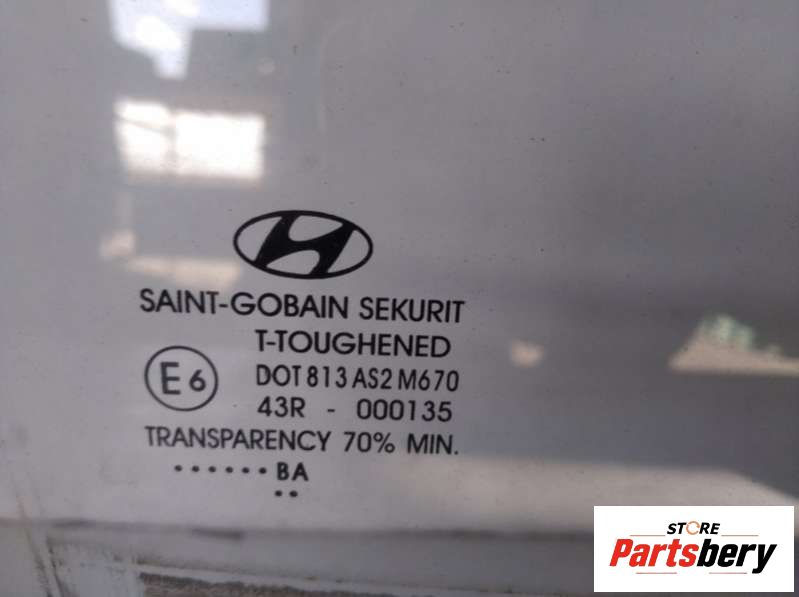 SAINT-GOBAIN SEKURIT
T-TOUGHENED
E6 DOT 813 AS2 M670
43R - 000135
TRANSPARENCY 70% MIN.
...... BA
..
STORE
Partsbery